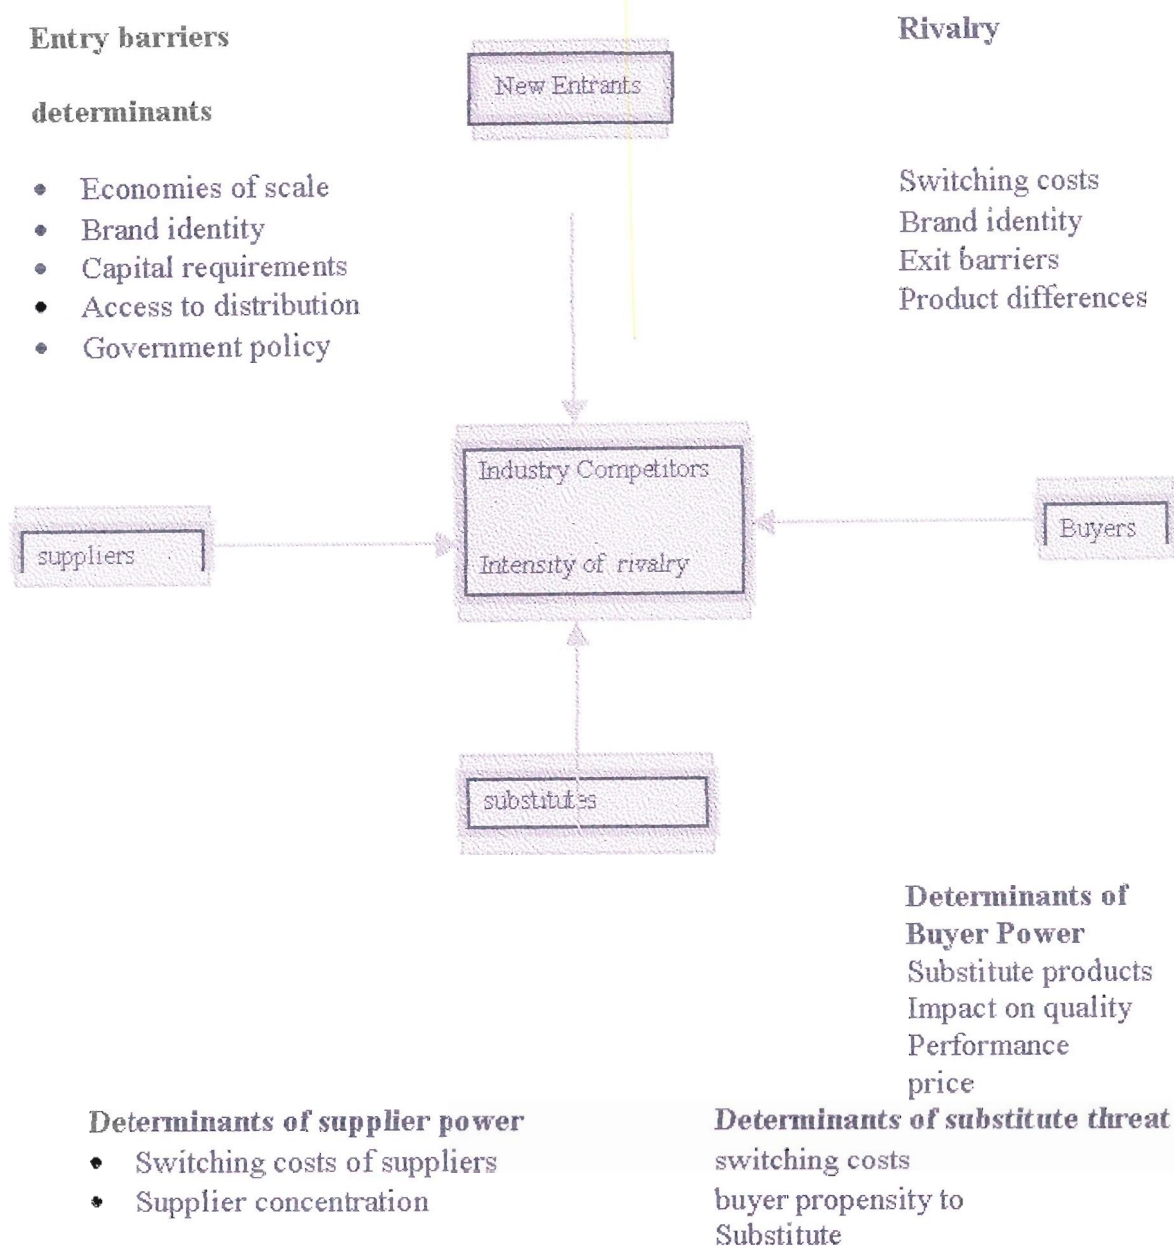 Entry barriers
determinants
• Economies of scale
• Brand identity
• Capital requirements
• Access to distribution
• Government policy
New Entrants
Rivalry
Switching costs
Brand identity
Exit barriers
Product differences
Industry Competitors
Intensity of rivalry
suppliers
Buyers
substitutes
Determinants of
Buyer Power
Substitute products
Impact on quality
Performance
price
Determinants of supplier power
• Switching costs of suppliers
• Supplier concentration
Determinants of substitute threat
switching costs
buyer propensity to
Substitute